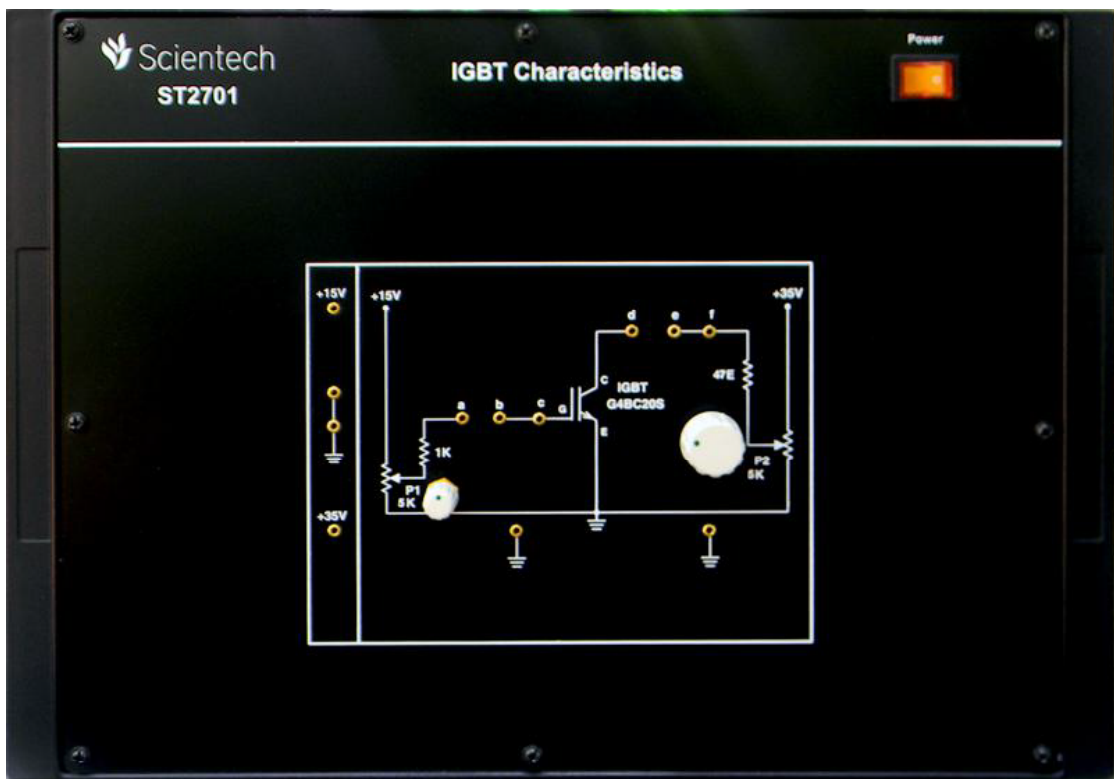 Scientech
ST2701
IGBT Characteristics
Power
+15V
+35V
+15V
+35V
a
b
c
d
e
f
G
C
E
IGBT
G4BC20S
1K
P1
5K
47E
P2
5K